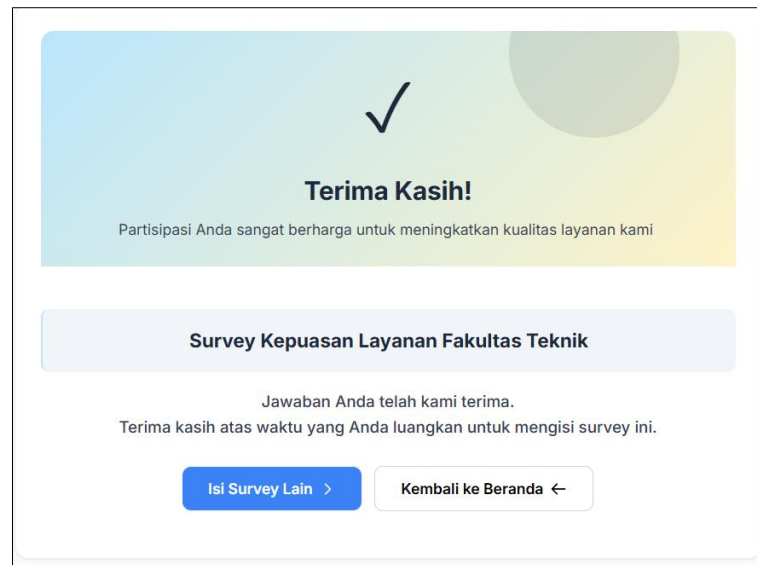 Terima Kasih!
Partisipasi Anda sangat berharga untuk meningkatkan kualitas layanan kami
Survey Kepuasan Layanan Fakultas Teknik
Jawaban Anda telah kami terima.
Terima kasih atas waktu yang Anda luangkan untuk mengisi survey ini.
Isi Survey Lain
Kembali ke Beranda